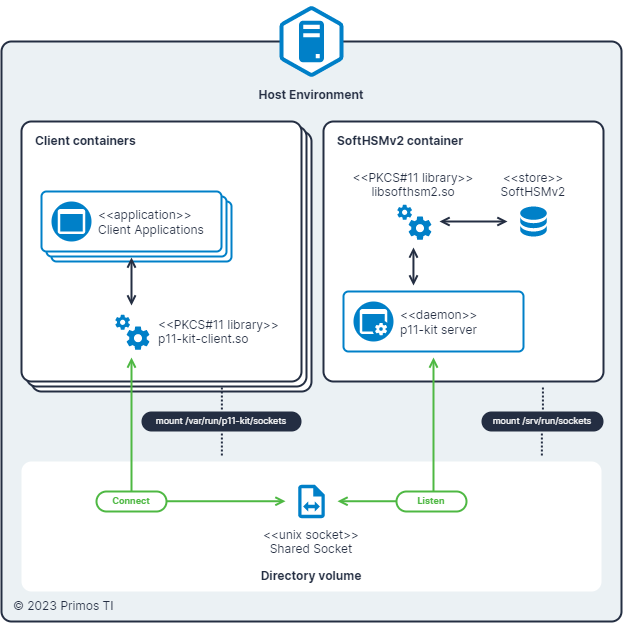 Host Environment
Client containers
<<application>>
Client Applications
<<PKCS#11 library>>
p11-kit-client.so
SoftHSMv2 container
<<PKCS#11 library>>
libsofthsm2.so
<<store>>
SoftHSMv2
<<daemon>>
p11-kit server
mount /var/run/p11-kit/sockets
mount /srv/run/sockets
Connect
Listen
<<unix socket>>
Shared Socket
Directory volume
© 2023 Primos TI